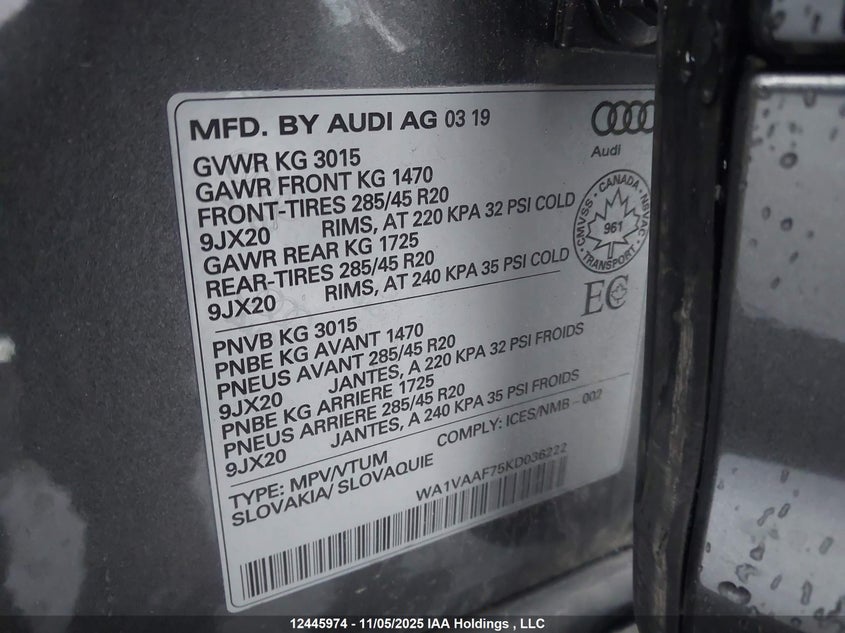 MFD. BY AUDI AG 03 19
Audi
GVWR KG 3015
GAWR FRONT KG 1470
FRONT-TIRES 285/45 R20
9JX20 RIMS, AT 220 KPA 32 PSI COLD
GAWR REAR KG 1725
REAR-TIRES 285/45 R20
9JX20 RIMS, AT 240 KPA 35 PSI COLD
CANADA
CMVSS NSVAC
961
TRANSPORT
EC
PNVB KG 3015
PNBE KG AVANT 1470
PNEUS AVANT 285/45 R20
9JX20 JANTES, A 220 KPA 32 PSI FROIDS
PNBE KG ARRIERE 1725
PNEUS ARRIERE 285/45 R20
9JX20 JANTES, A 240 KPA 35 PSI FROIDS
TYPE: MPV/VTUM COMPLY: ICES/NMB - 002
SLOVAKIA/ SLOVAQUIE
WA1VAAF75KD036222
12445974 - 11/05/2025 IAA Holdings , LLC